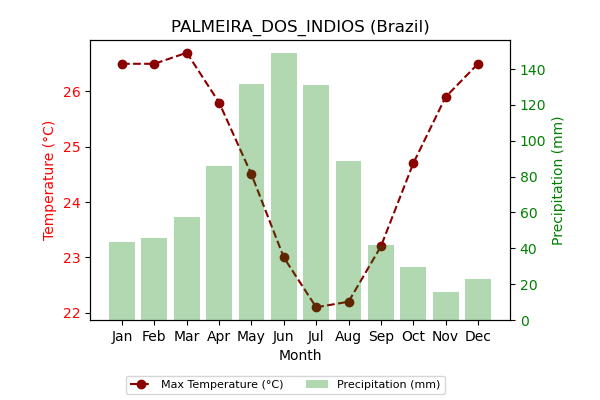 PALMEIRA_DOS_INDIOS (Brazil)
26
25
24
23
22
Temperature (°C)
140
120
100
80
60
40
20
0
Precipitation (mm)
Jan Feb Mar Apr May Jun Jul Aug Sep Oct Nov Dec
Month
Max Temperature (°C) Precipitation (mm)